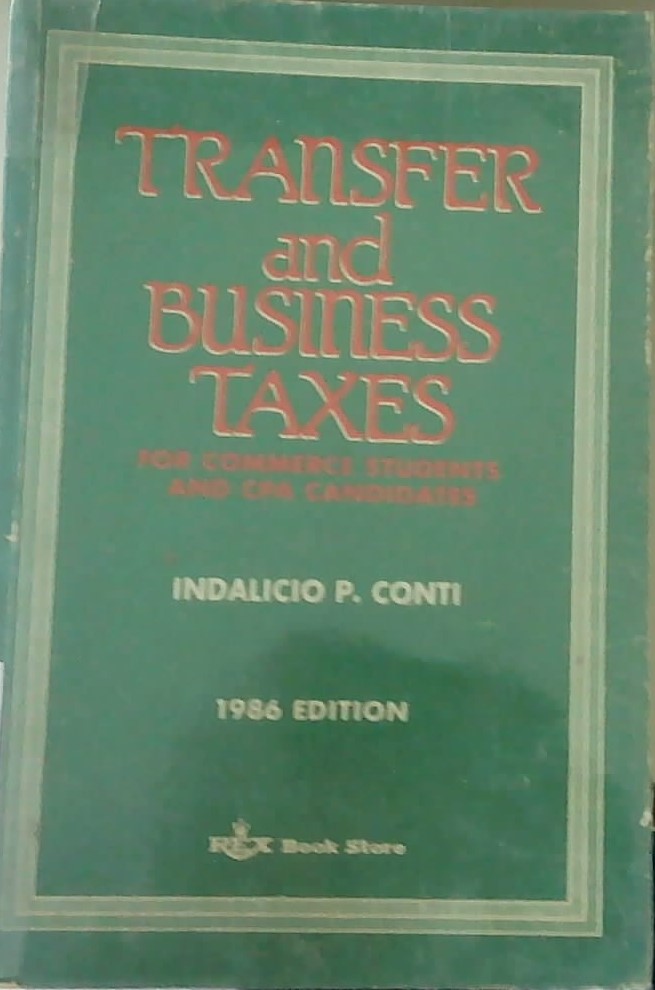 TRANSFER
and
BUSINESS
TAXES
FOR COMMERCE STUDENTS
AND CPA CANDIDATES
INDALICIO P. CONTI
1986 EDITION
REX Book Store